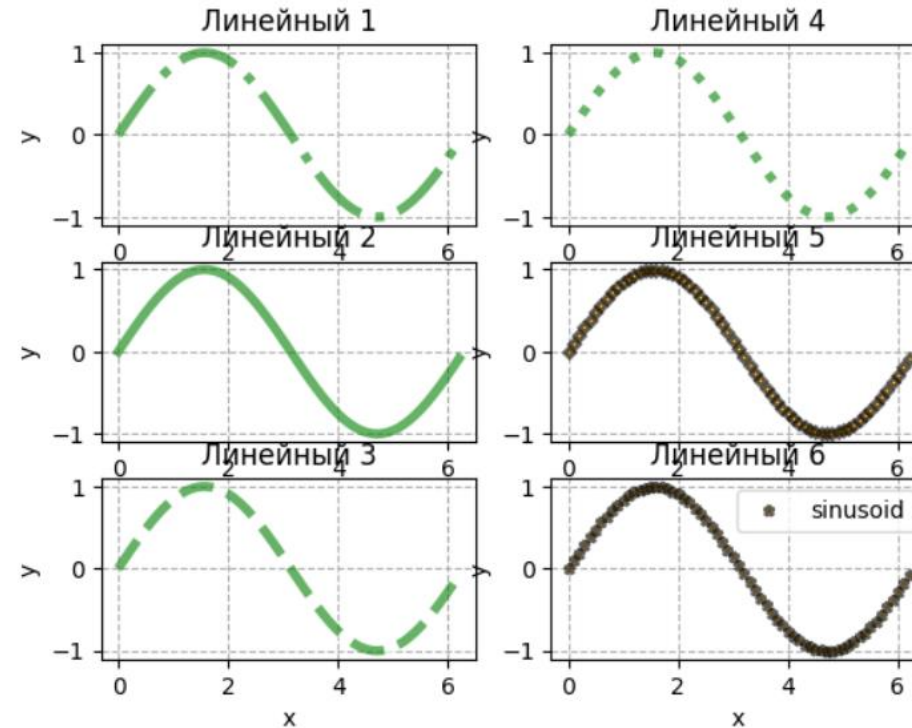 Линейный 1
1
y
0
−1
0 2 4 6
Линейный 4
1
y
0
−1
0 2 4 6
Линейный 2
1
y
0
−1
0 2 4 6
Линейный 5
1
y
0
−1
0 2 4 6
Линейный 3
1
y
0
−1
0 2 4 6
x
Линейный 6
sinusoid
1
y
0
−1
0 2 4 6
x